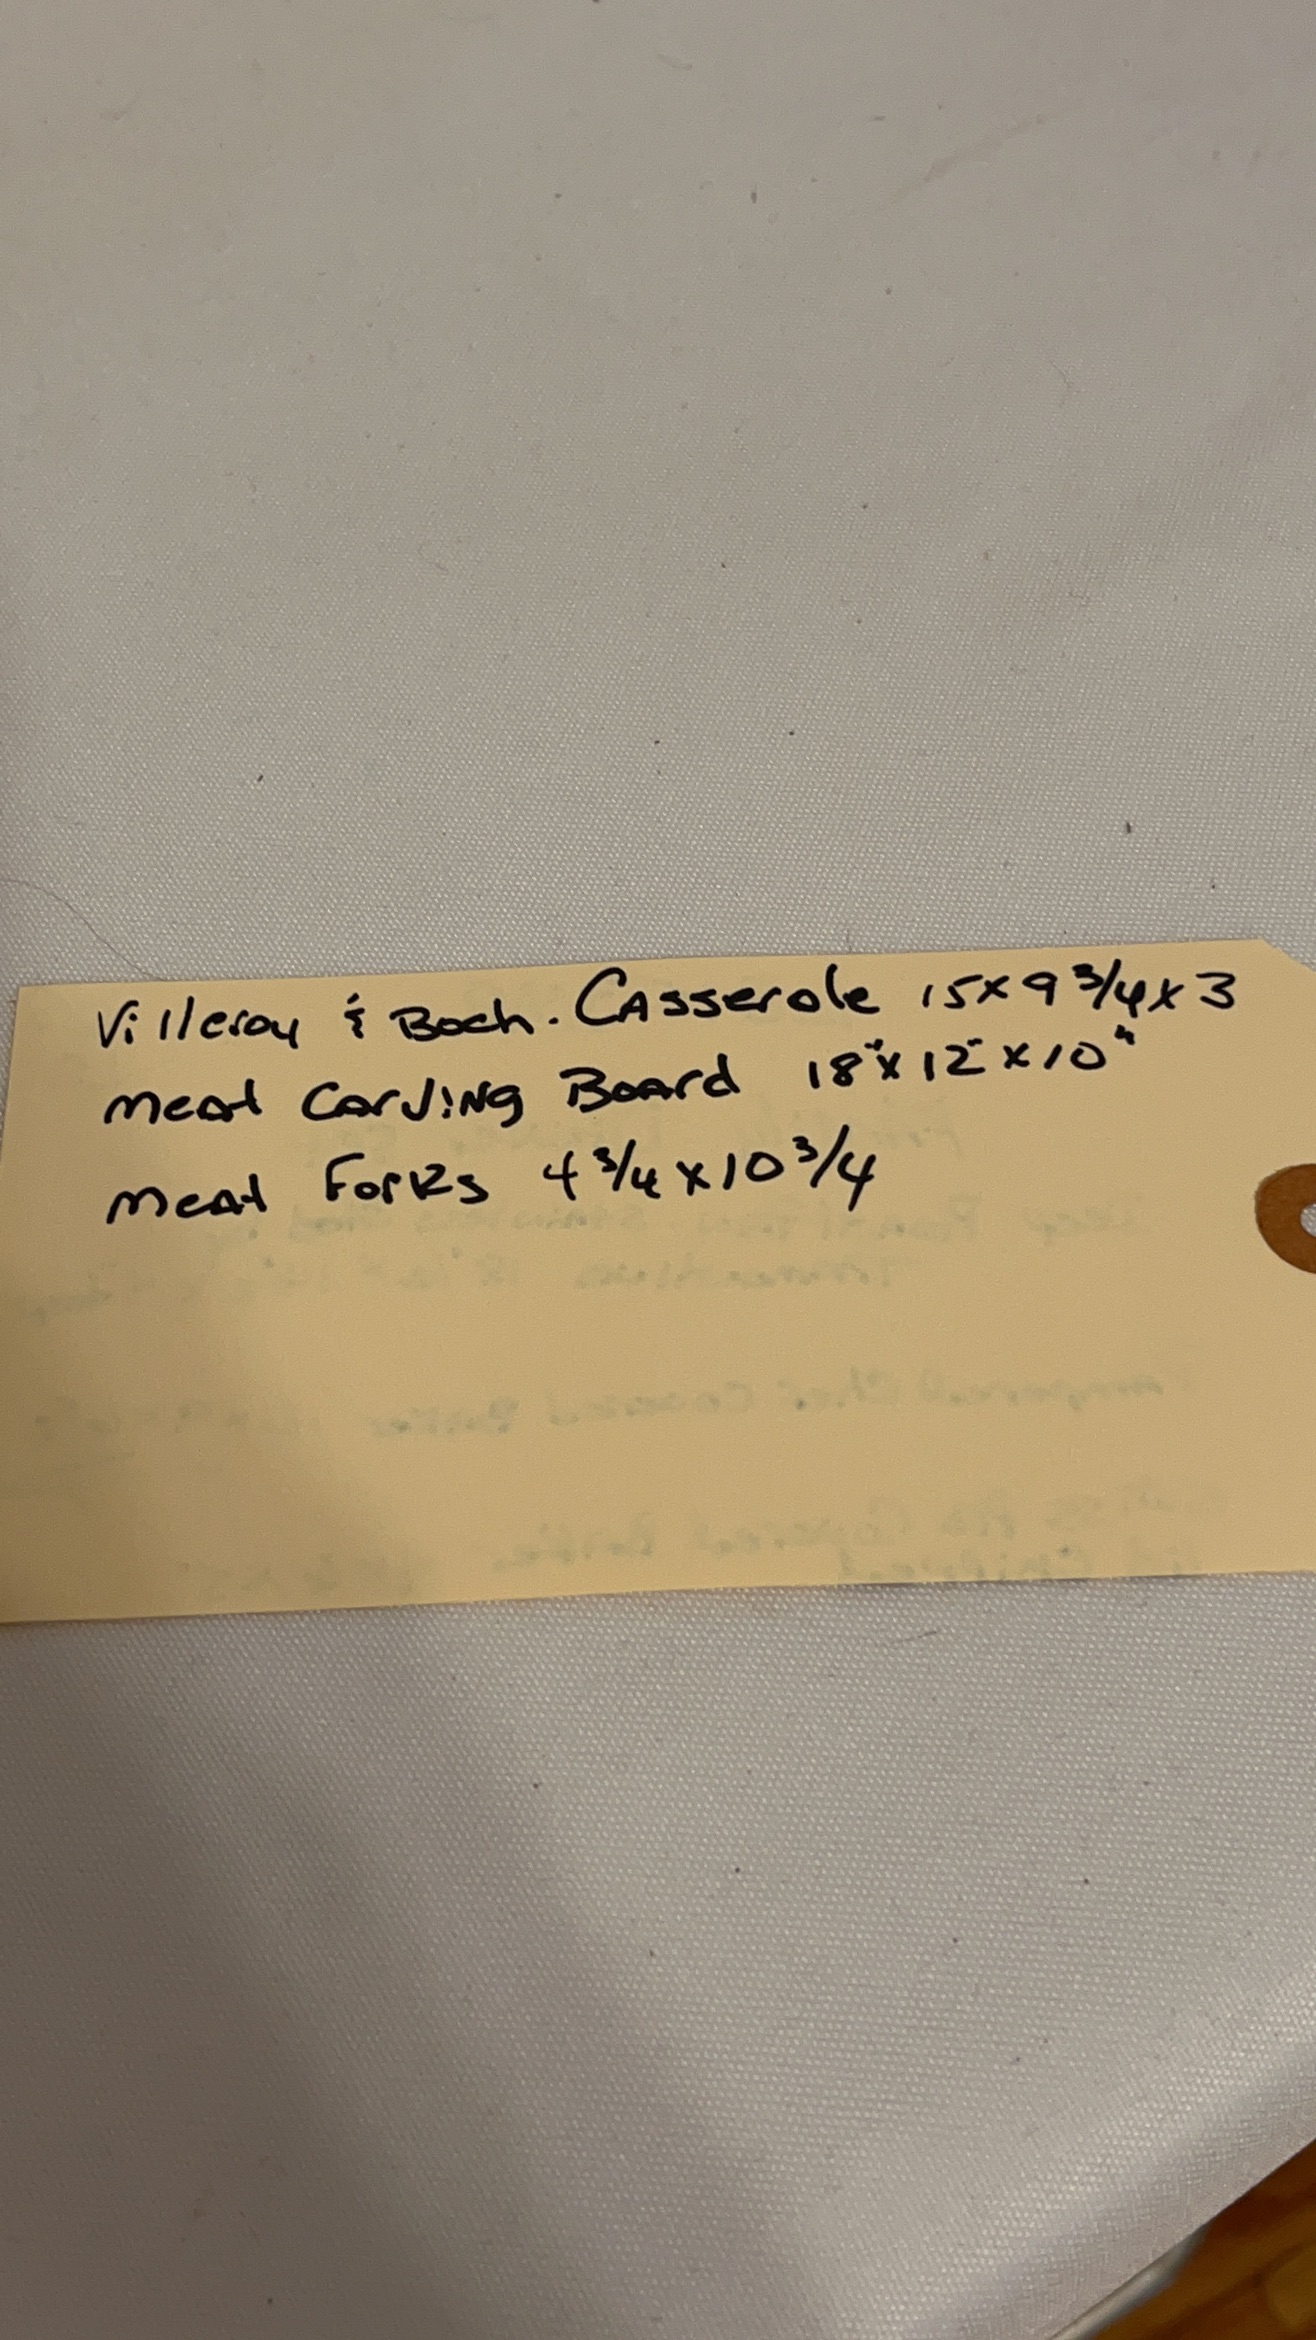 Villeroy & Boch. Casserole 15x9 3/4x3
meat Carving Board 18"x12"x10"
meat Forks 4 3/4x10 3/4